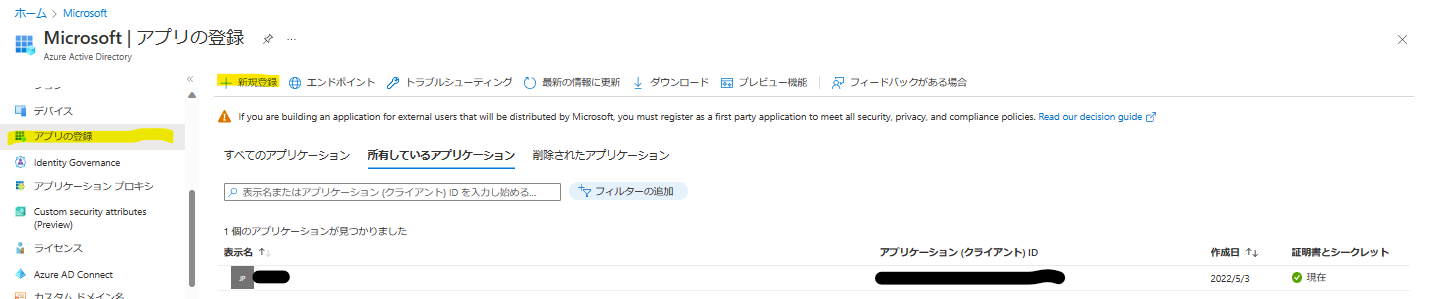 ホーム > Microsoft
Microsoft | アプリの登録
Azure Active Directory
新規登録
エンドポイント
トラブルシューティング
最新の情報に更新
ダウンロード
プレビュー機能
フィードバックがある場合
デバイス
アプリの登録
Identity Governance
アプリケーション プロキシ
Custom security attributes
(Preview)
ライセンス
Azure AD Connect
カスタム ドメイン名
If you are building an application for external users that will be distributed by Microsoft, you must register as a first party application to meet all security, privacy, and compliance policies. Read our decision guide
すべてのアプリケーション
所有しているアプリケーション
削除されたアプリケーション
表示名またはアプリケーション (クライアント) ID を入力し始める...
フィルターの追加
1 個のアプリケーションが見つかりました
表示名
アプリケーション (クライアント) ID
作成日
証明書とシークレット
JP
2022/5/3
現在